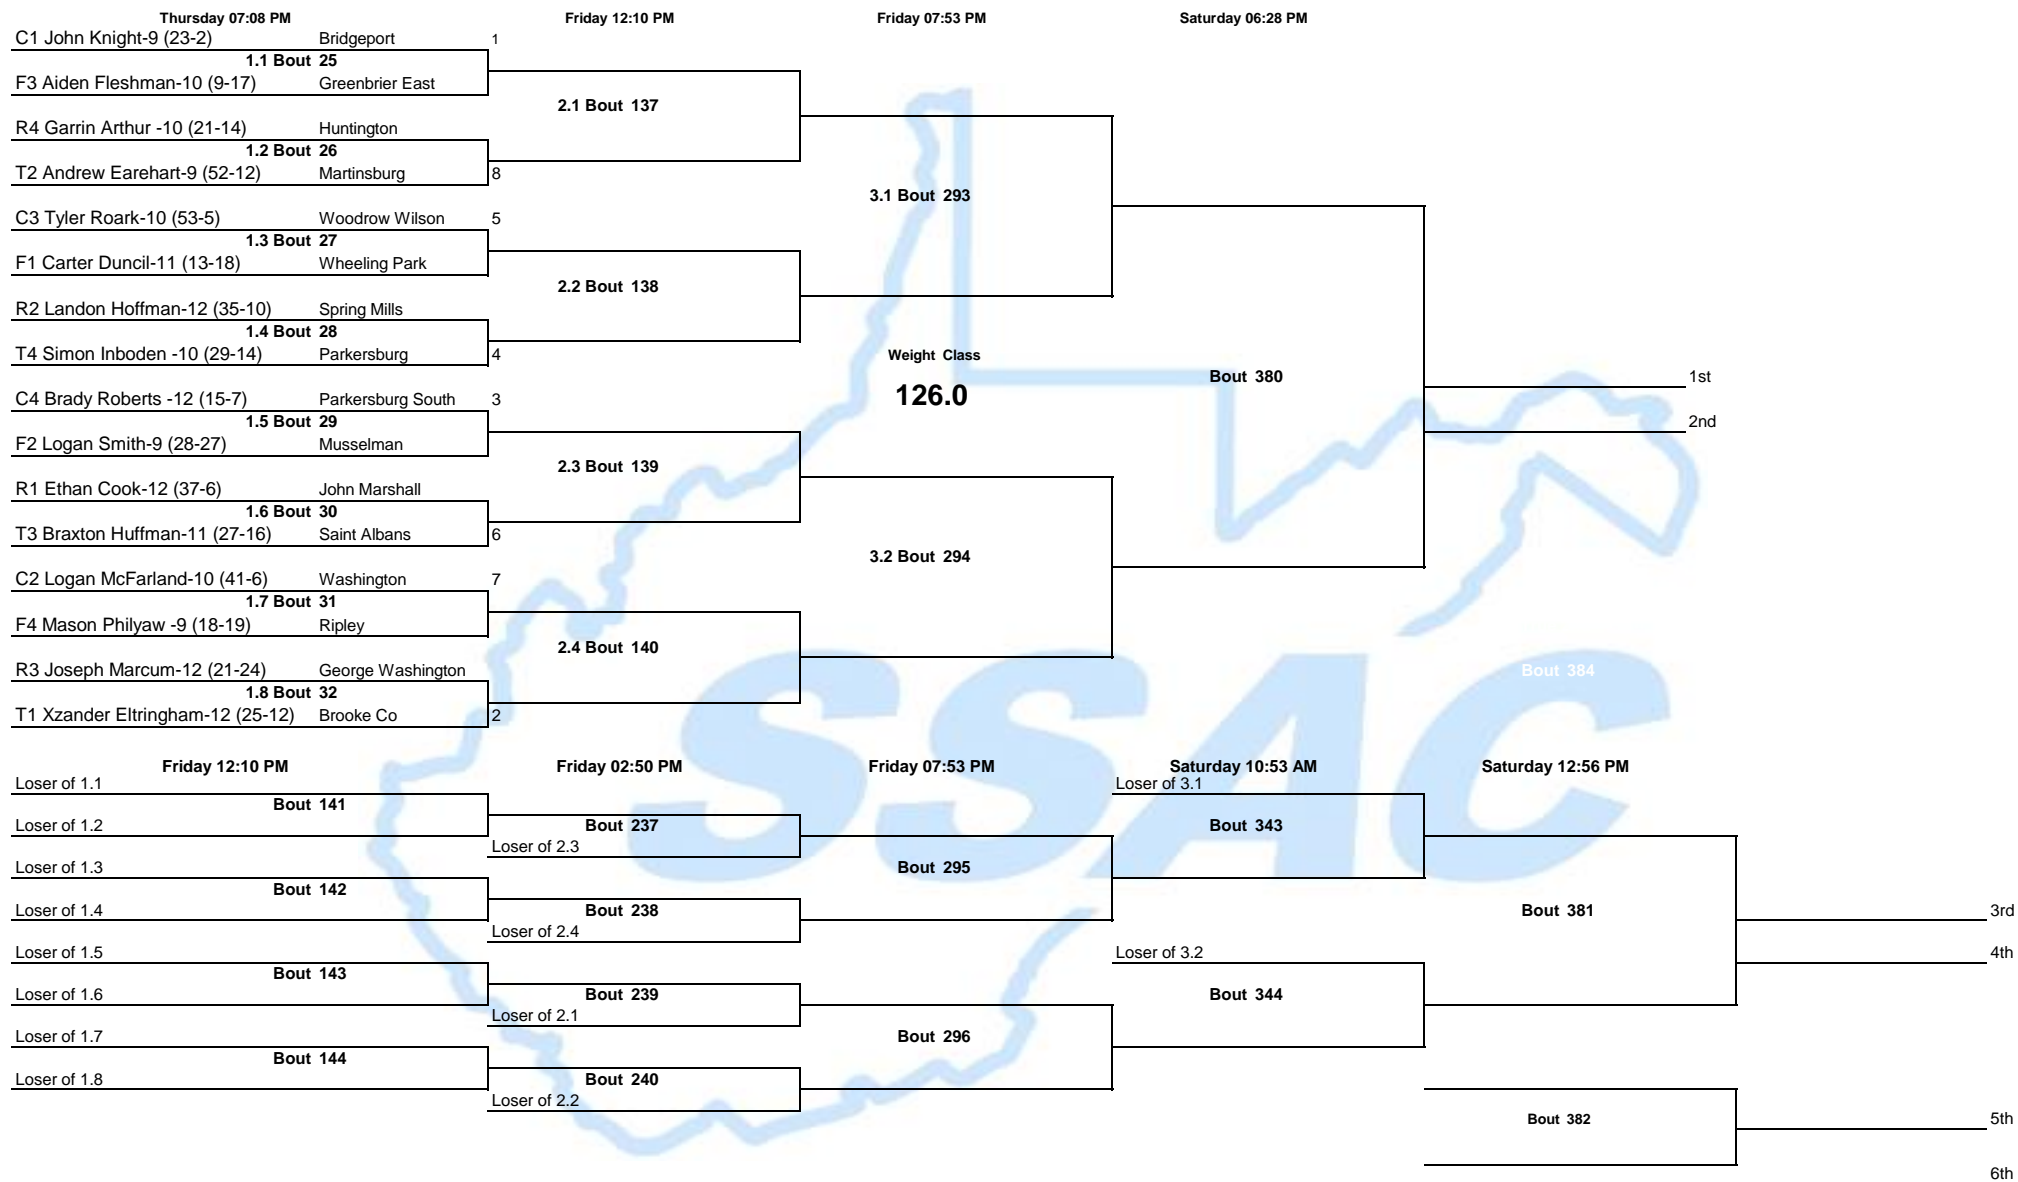 Thursday 07:08 PM Friday 12:10 PM Friday 07:53 PM Saturday 06:28 PM
C1 John Knight-9 (23-2) Bridgeport 1
1.1 Bout 25
F3 Aiden Fleshman-10 (9-17) Greenbrier East
2.1 Bout 137
R4 Garrin Arthur -10 (21-14) Huntington
1.2 Bout 26
T2 Andrew Earehart-9 (52-12) Martinsburg 8
3.1 Bout 293
C3 Tyler Roark-10 (53-5) Woodrow Wilson 5
1.3 Bout 27
F1 Carter Duncil-11 (13-18) Wheeling Park
2.2 Bout 138
R2 Landon Hoffman-12 (35-10) Spring Mills
1.4 Bout 28
T4 Simon Inboden -10 (29-14) Parkersburg 4
Weight Class
Bout 380 1st
126.0
C4 Brady Roberts -12 (15-7) Parkersburg South 3
1.5 Bout 29 2nd
F2 Logan Smith-9 (28-27) Musselman
2.3 Bout 139
R1 Ethan Cook-12 (37-6) John Marshall
1.6 Bout 30
T3 Braxton Huffman-11 (27-16) Saint Albans 6
3.2 Bout 294
C2 Logan McFarland-10 (41-6) Washington 7
1.7 Bout 31
F4 Mason Philyaw -9 (18-19) Ripley
2.4 Bout 140
R3 Joseph Marcum-12 (21-24) George Washington Bout 384
1.8 Bout 32
T1 Xzander Eltringham-12 (25-12) Brooke Co 2
SSAC
Friday 12:10 PM Friday 02:50 PM Friday 07:53 PM Saturday 10:53 AM Saturday 12:56 PM
Loser of 1.1 Loser of 3.1
Bout 141
Loser of 1.2 Bout 237 Bout 343
Loser of 2.3
Loser of 1.3 Bout 295
Bout 142
Loser of 1.4 Bout 238 Bout 381 3rd
Loser of 2.4
Loser of 1.5 Loser of 3.2 4th
Bout 143
Loser of 1.6 Bout 239 Bout 344
Loser of 2.1
Loser of 1.7 Bout 296
Bout 144
Loser of 1.8 Bout 240
Loser of 2.2
Bout 382 5th
6th